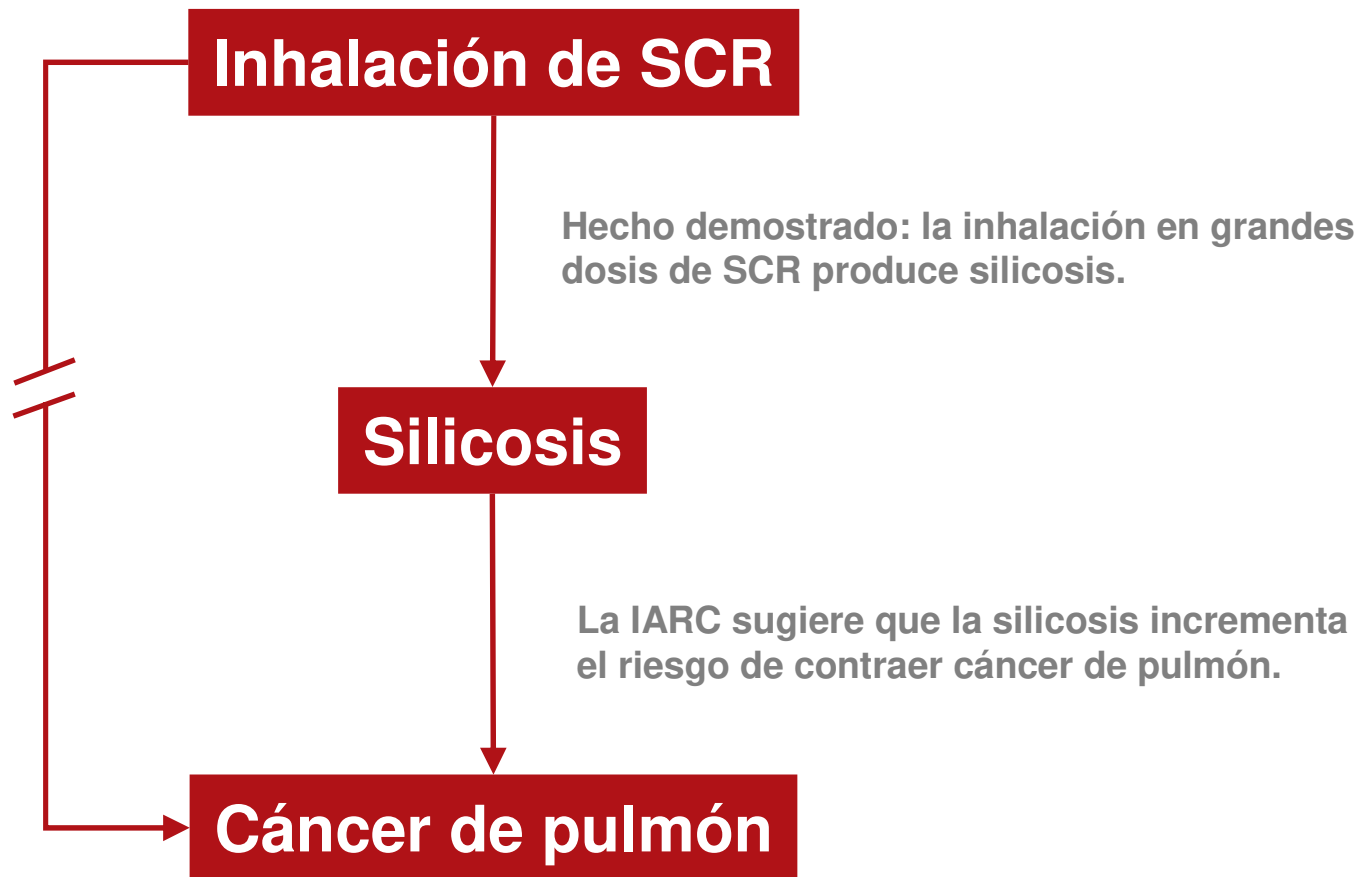 Inhalación de SCR
Hecho demostrado: la inhalación en grandes
dosis de SCR produce silicosis.
Silicosis
La IARC sugiere que la silicosis incrementa
el riesgo de contraer cáncer de pulmón.
Cáncer de pulmón